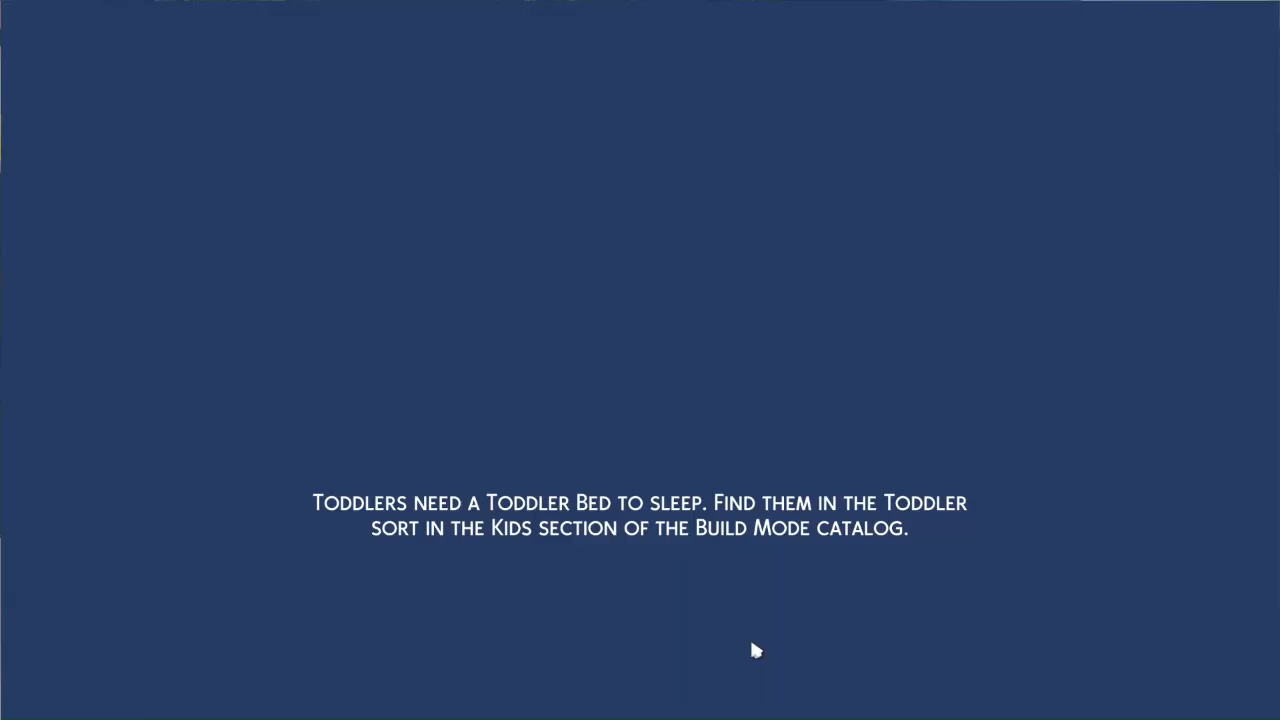 Toddlers need a Toddler Bed to sleep. Find them in the Toddler
sort in the Kids section of the Build Mode catalog.